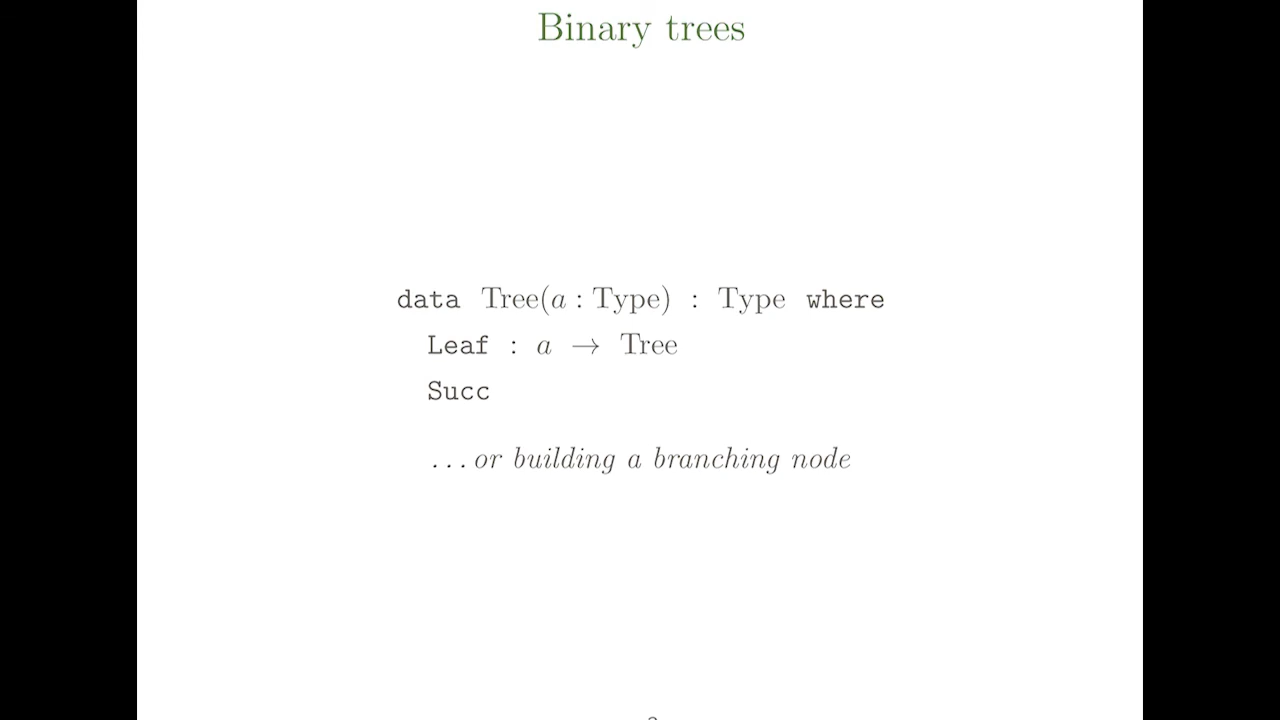 Binary trees
data Tree(a : Type) : Type where
Leaf : a → Tree
Succ
...or building a branching node